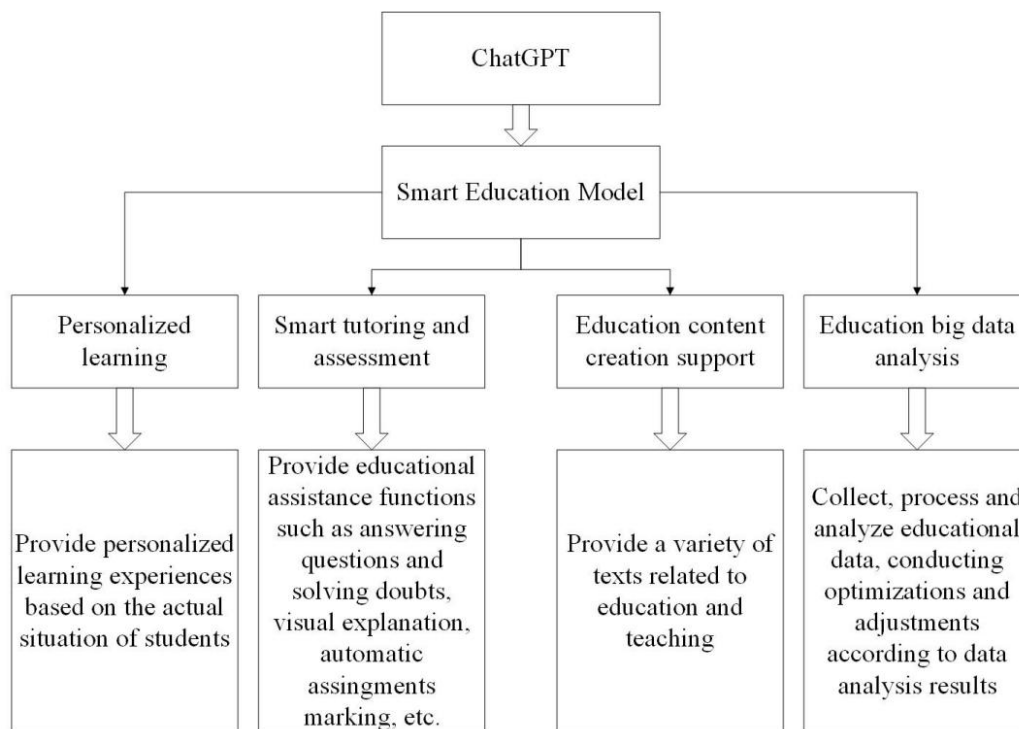 ChatGPT
Smart Education Model
Personalized
learning
Smart tutoring and
assessment
Education content
creation support
Education big data
analysis
Provide personalized
learning experiences
based on the actual
situation of students
Provide educational
assistance functions
such as answering
questions and
solving doubts,
visual explanation,
automatic
assingments
marking, etc.
Provide a variety of
texts related to
education and
teaching
Collect, process and
analyze educational
data, conducting
optimizations and
adjustments
according to data
analysis results